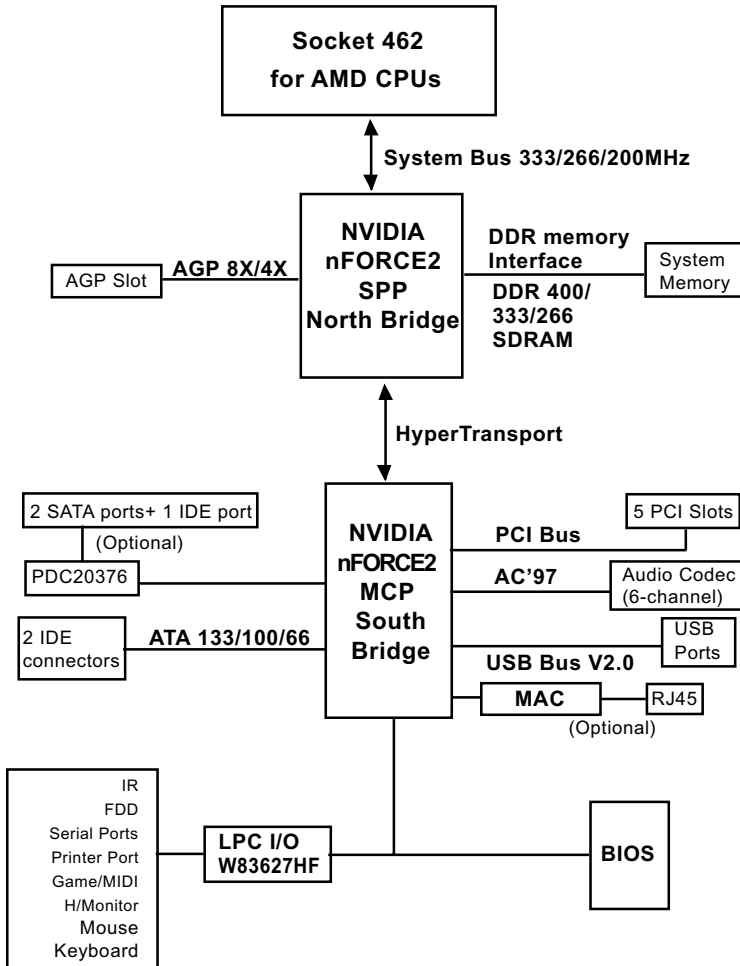 Socket 462
for AMD CPUs
System Bus 333/266/200MHz
NVIDIA
nFORCE2
SPP
North Bridge
AGP Slot
AGP 8X/4X
DDR memory
Interface
DDR 400/
333/266
SDRAM
System
Memory
HyperTransport
2 SATA ports+ 1 IDE port
(Optional)
PDC20376
2 IDE
connectors
ATA 133/100/66
NVIDIA
nFORCE2
MCP
South
Bridge
PCI Bus
5 PCI Slots
AC’97
Audio Codec
(6-channel)
USB Bus V2.0
USB
Ports
MAC
RJ45
(Optional)
IR
FDD
Serial Ports
Printer Port
Game/MIDI
H/Monitor
Mouse
Keyboard
LPC I/O
W83627HF
BIOS